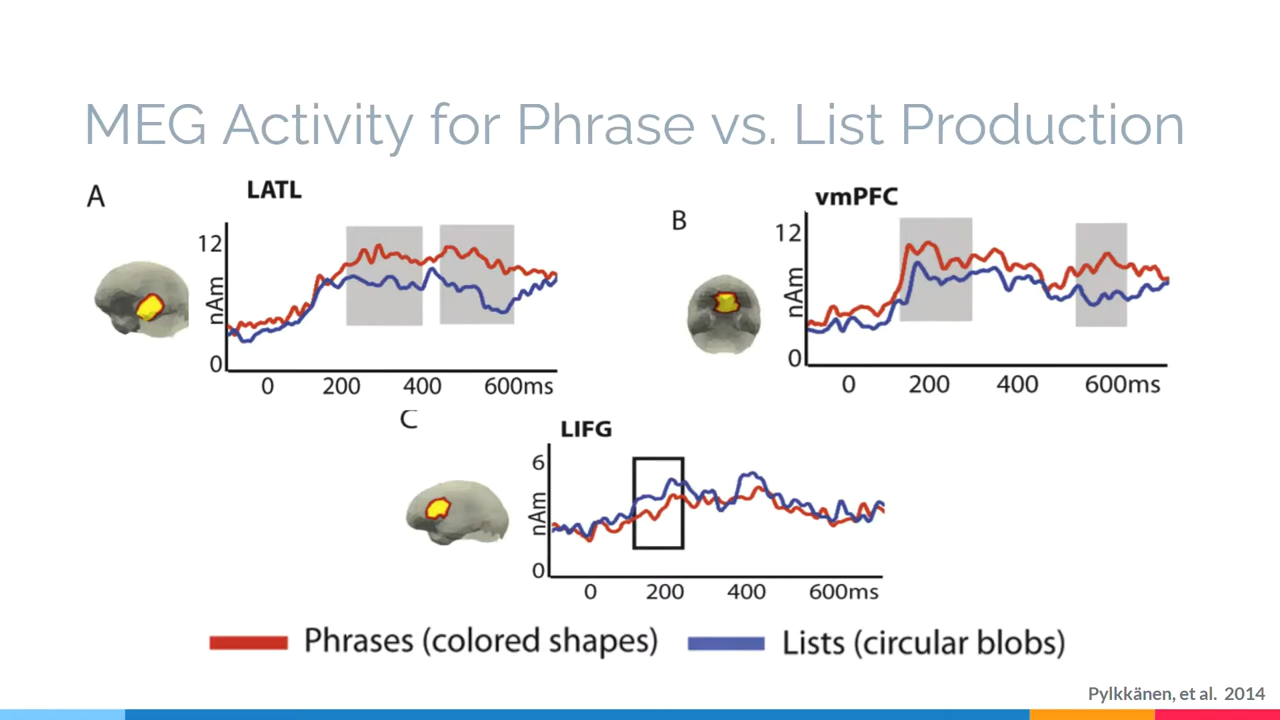 MEG Activity for Phrase vs. List Production
A
LATL
12
nAm
0
0 200 400 600ms
B
vmPFC
12
nAm
0
0 200 400 600ms
C
LIFG
6
nAm
0
0 200 400 600ms
Phrases (colored shapes) Lists (circular blobs)
Pylkkänen, et al. 2014